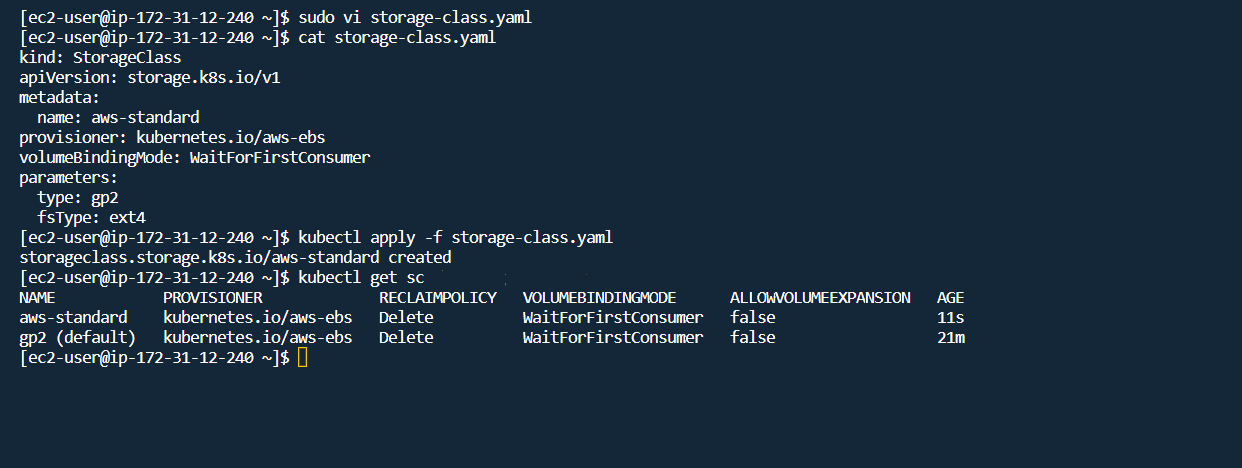 [ec2-user@ip-172-31-12-240 ~]$ sudo vi storage-class.yaml
[ec2-user@ip-172-31-12-240 ~]$ cat storage-class.yaml
kind: StorageClass
apiVersion: storage.k8s.io/v1
metadata:
  name: aws-standard
provisioner: kubernetes.io/aws-ebs
volumeBindingMode: WaitForFirstConsumer
parameters:
  type: gp2
  fsType: ext4
[ec2-user@ip-172-31-12-240 ~]$ kubectl apply -f storage-class.yaml
storageclass.storage.k8s.io/aws-standard created
[ec2-user@ip-172-31-12-240 ~]$ kubectl get sc
NAME            PROVISIONER             RECLAIMPOLICY   VOLUMEBINDINGMODE      ALLOWVOLUMEEXPANSION   AGE
aws-standard    kubernetes.io/aws-ebs   Delete          WaitForFirstConsumer   false                  11s
gp2 (default)   kubernetes.io/aws-ebs   Delete          WaitForFirstConsumer   false                  21m
[ec2-user@ip-172-31-12-240 ~]$